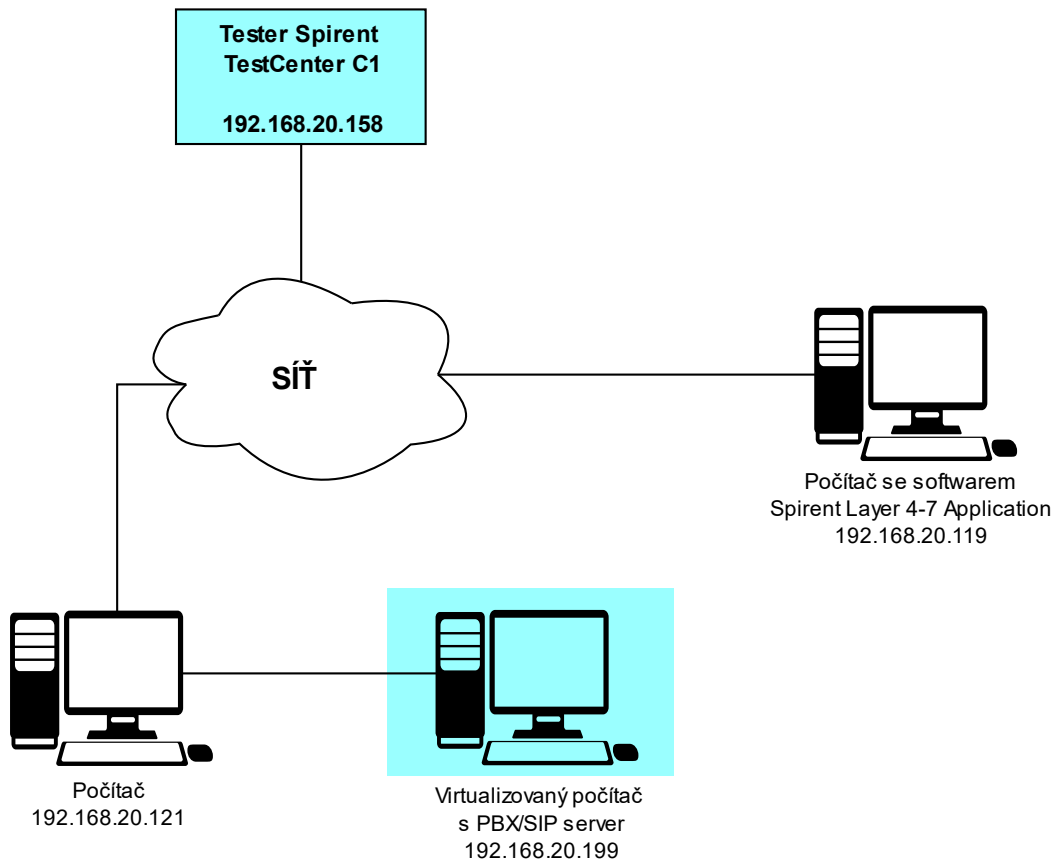 Tester Spirent
TestCenter C1
192.168.20.158
SÍŤ
Počítač se softwarem
Spirent Layer 4-7 Application
192.168.20.119
Počítač
192.168.20.121
Virtualizovaný počítač
s PBX/SIP server
192.168.20.199